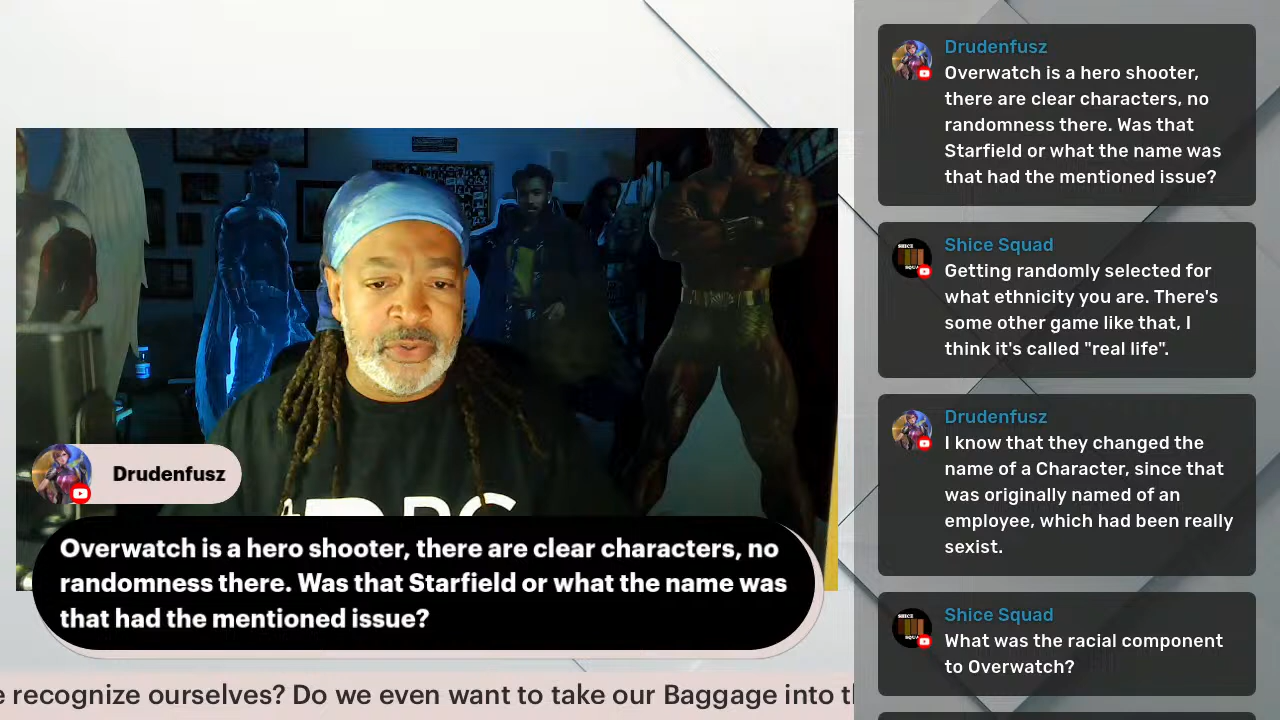 Drudenfusz
Overwatch is a hero shooter,
there are clear characters, no
randomness there. Was that
Starfield or what the name was
that had the mentioned issue?
Shice Squad
Getting randomly selected for
what ethnicity you are. There's
some other game like that, I
think it's called "real life".
Drudenfusz
I know that they changed the
name of a Character, since that
was originally named of an
employee, which had been really
sexist.
Shice Squad
What was the racial component
to Overwatch?
Drudenfusz
Overwatch is a hero shooter, there are clear characters, no
randomness there. Was that Starfield or what the name was
that had the mentioned issue?
recognize ourselves? Do we even want to take our Baggage into